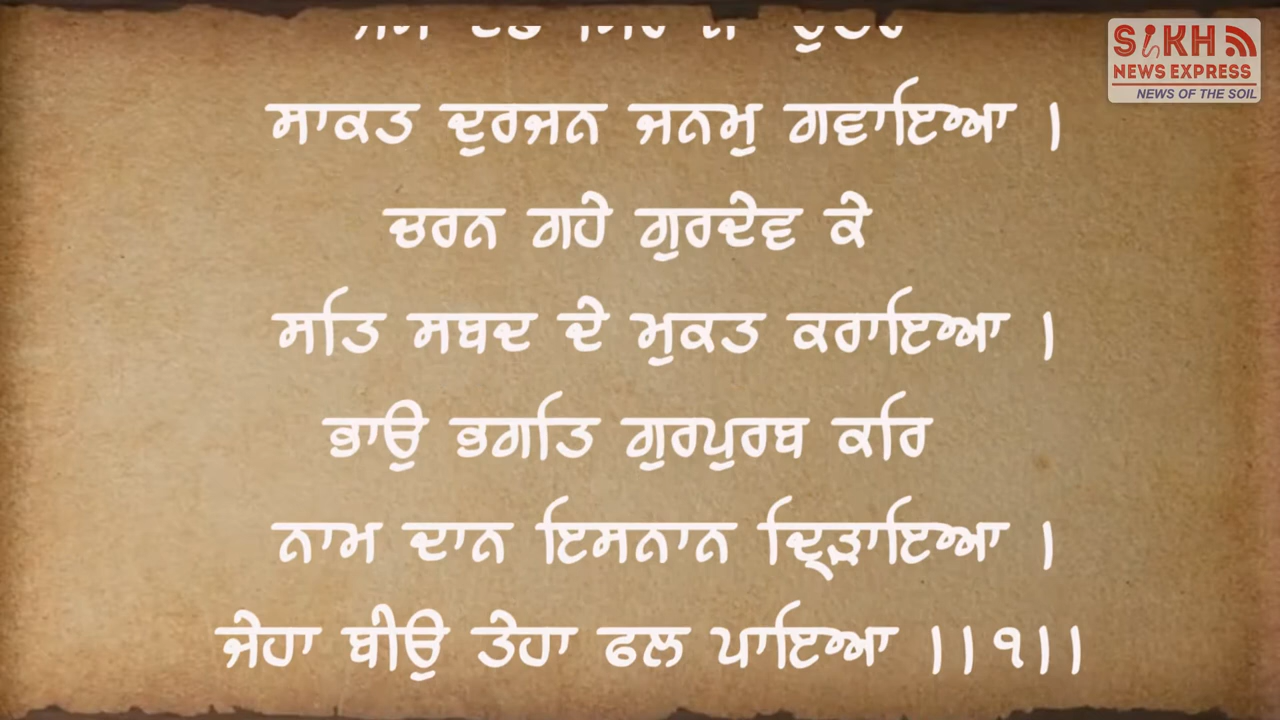 SIKH
NEWS EXPRESS
NEWS OF THE SOIL
ਸਾਕਤ ਦੁਰਜਨ ਜਨਮੁ ਗਵਾਇਆ ।
ਚਰਨ ਗਹੇ ਗੁਰਦੇਵ ਕੇ
ਸਤਿ ਸਬਦ ਦੇ ਮੁਕਤ ਕਰਾਇਆ ।
ਭਾਉ ਭਗਤਿ ਗੁਰਪੁਰਬ ਕਰਿ
ਨਾਮ ਦਾਨ ਇਸਨਾਨ ਦ੍ਰਿੜਾਇਆ ।
ਜੇਹਾ ਬੀਉ ਤੇਹਾ ਫਲ ਪਾਇਆ ।।੧।।